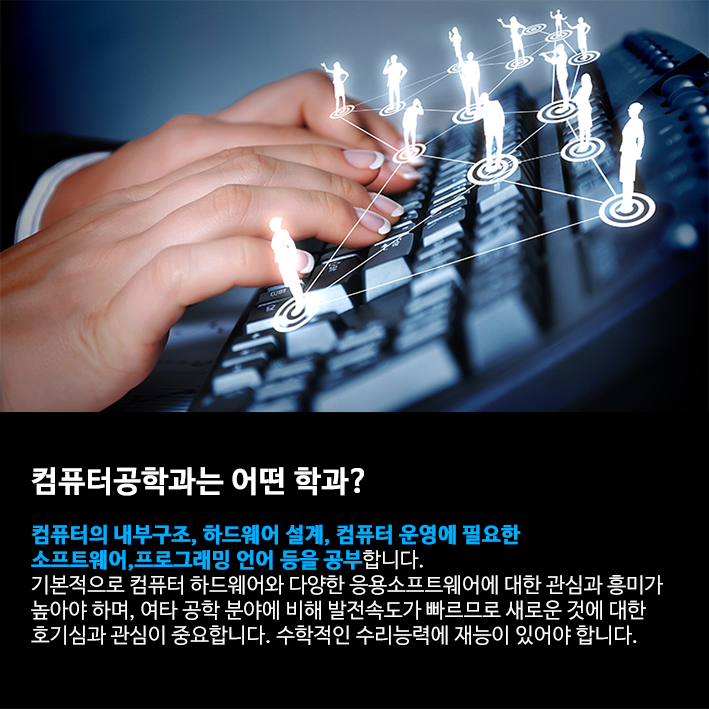 컴퓨터공학과는 어떤 학과?
컴퓨터의 내부구조, 하드웨어 설계, 컴퓨터 운영에 필요한
소프트웨어,프로그래밍 언어 등을 공부합니다.
기본적으로 컴퓨터 하드웨어와 다양한 응용소프트웨어에 대한 관심과 흥미가
높아야 하며, 여타 공학 분야에 비해 발전속도가 빠르므로 새로운 것에 대한
호기심과 관심이 중요합니다. 수학적인 수리능력에 재능이 있어야 합니다.